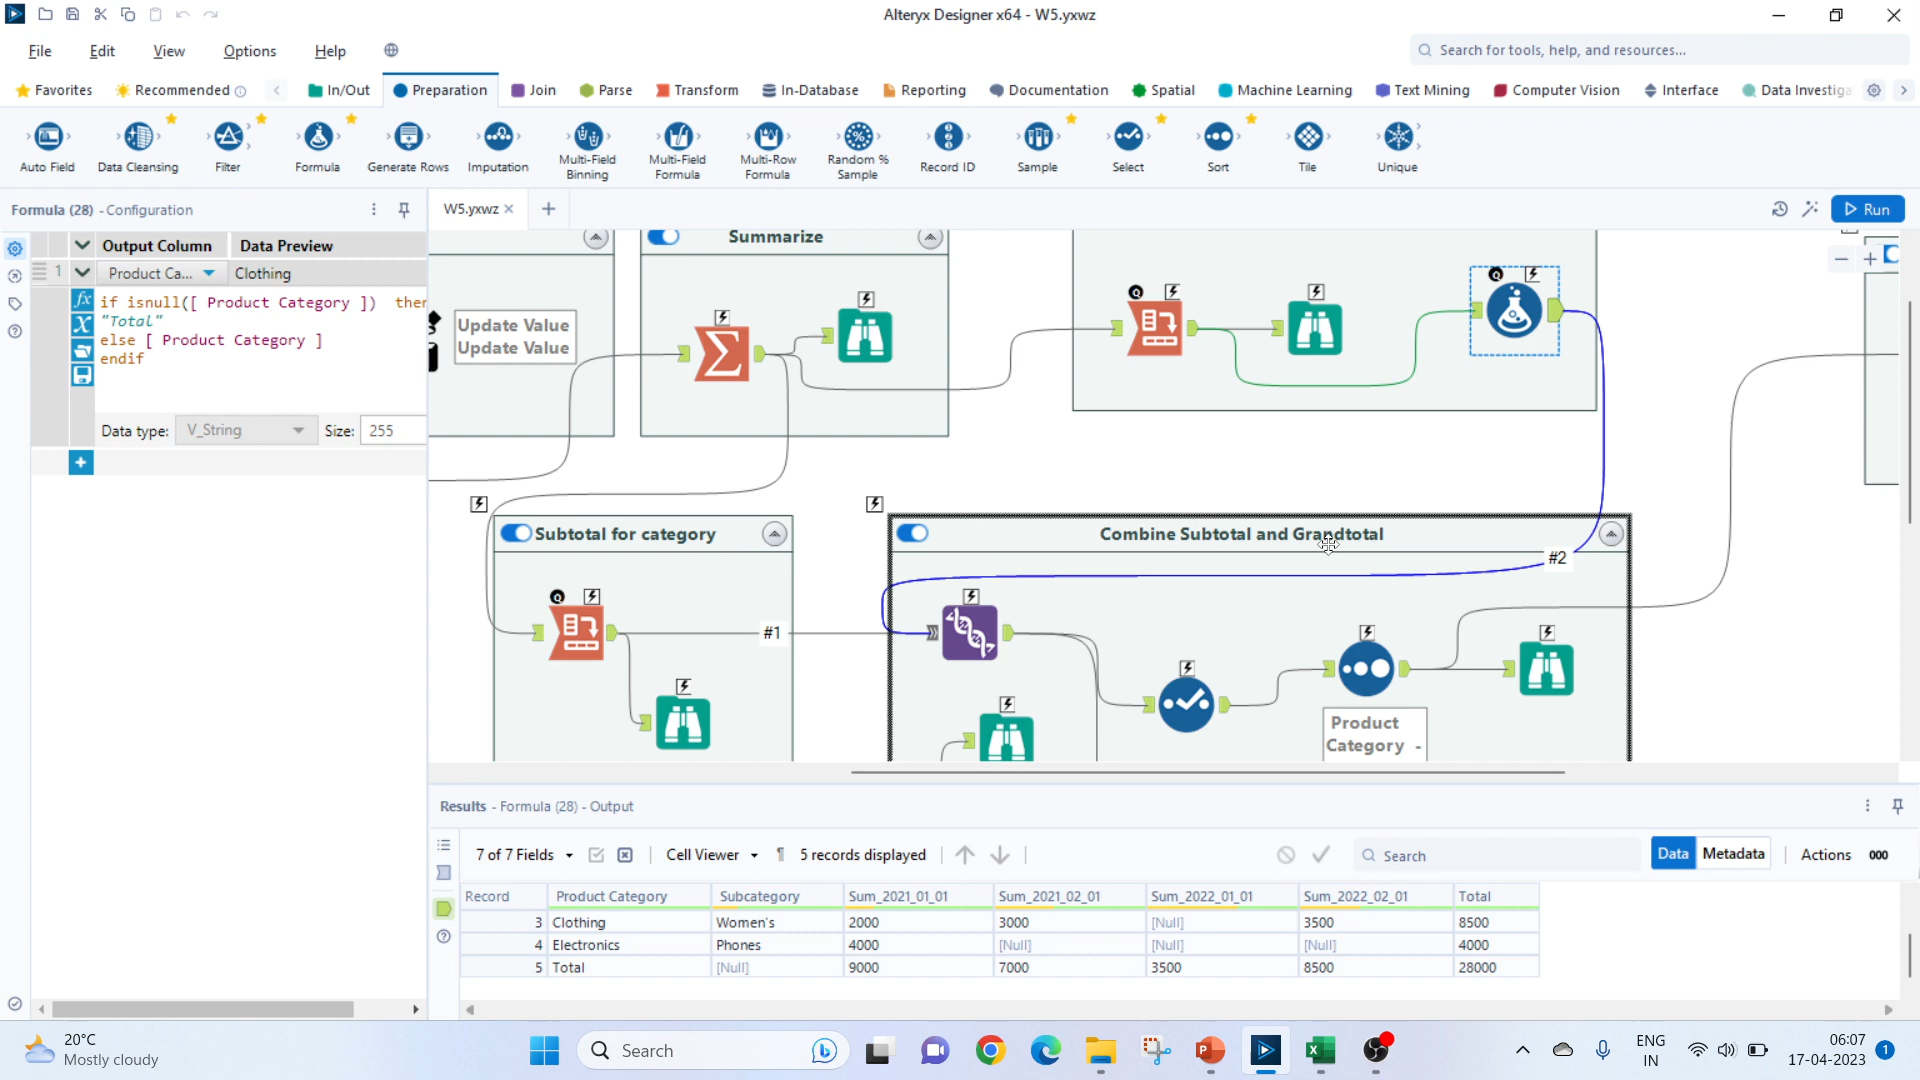 Alteryx Designer x64 - W5.yxwz
File Edit View Options Help
Search for tools, help, and resources...
Favorites Recommended In/Out Preparation Join Parse Transform In-Database Reporting Documentation Spatial Machine Learning Text Mining Computer Vision Interface Data Investiga
Auto Field Data Cleansing Filter Formula Generate Rows Imputation Multi-Field Binning Multi-Field Formula Multi-Row Formula Random % Sample Record ID Sample Select Sort Tile Unique
Formula (28) - Configuration
W5.yxwz
Run
Output Column Data Preview
1 Product Ca... Clothing
if isnull([ Product Category ]) then
"Total"
else [ Product Category ]
endif
Data type: V_String Size: 255
Update Value
Update Value
Summarize
Subtotal for category
Combine Subtotal and Grandtotal
#1
#2
Product
Category -
Results - Formula (28) - Output
7 of 7 Fields Cell Viewer 5 records displayed Search Data Metadata Actions 000
Record Product Category Subcategory Sum_2021_01_01 Sum_2021_02_01 Sum_2022_01_01 Sum_2022_02_01 Total
3 Clothing Women's 2000 3000 [Null] 3500 8500
4 Electronics Phones 4000 [Null] [Null] [Null] 4000
5 Total [Null] 9000 7000 3500 8500 28000
20°C
Mostly cloudy
Search
ENG
IN
06:07
17-04-2023
1